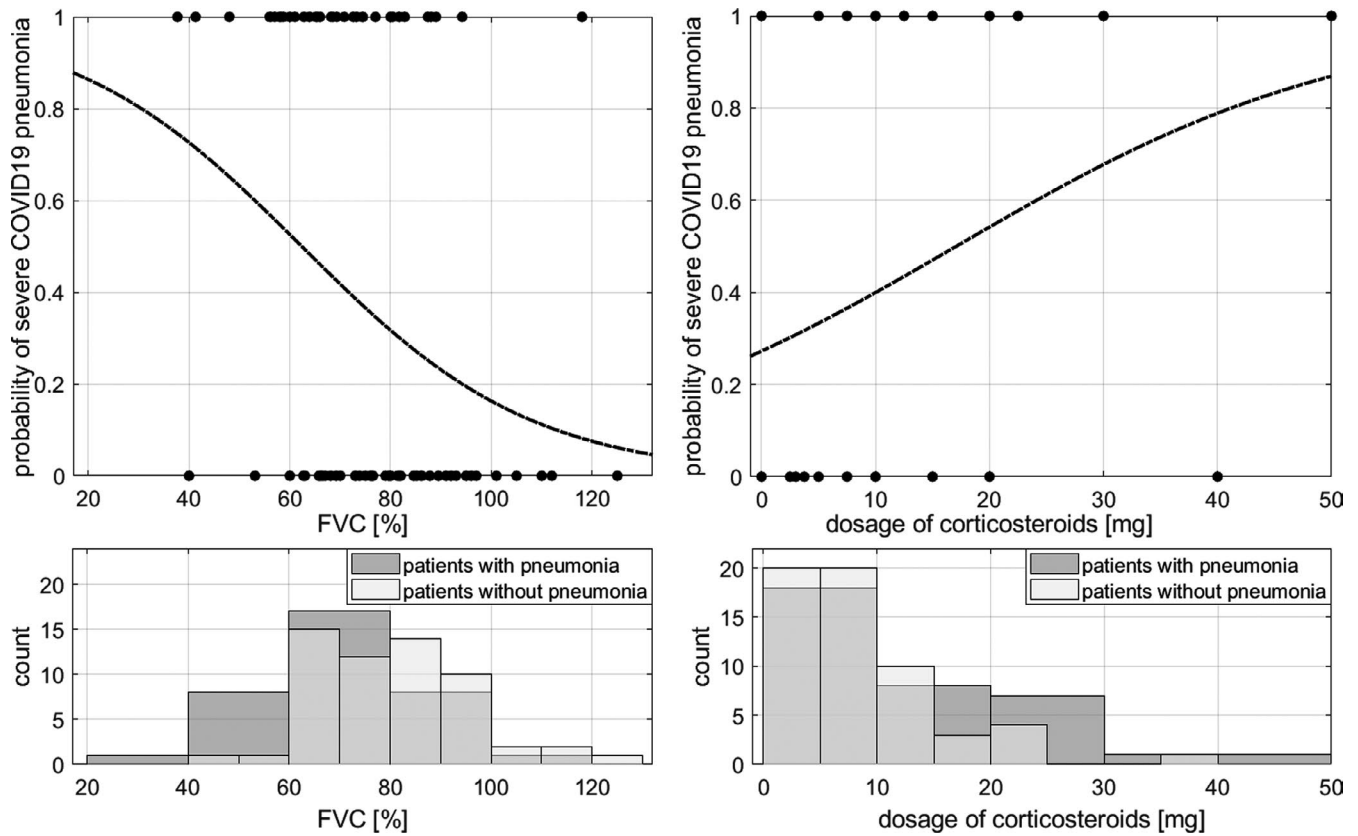 probability of severe COVID19 pneumonia
1
0.8
0.6
0.4
0.2
0
20 40 60 80 100 120
FVC [%]
probability of severe COVID19 pneumonia
1
0.8
0.6
0.4
0.2
0
0 10 20 30 40 50
dosage of corticosteroids [mg]
count
20
15
10
5
0
patients with pneumonia
patients without pneumonia
20 40 60 80 100 120
FVC [%]
count
20
15
10
5
0
patients with pneumonia
patients without pneumonia
0 10 20 30 40 50
dosage of corticosteroids [mg]